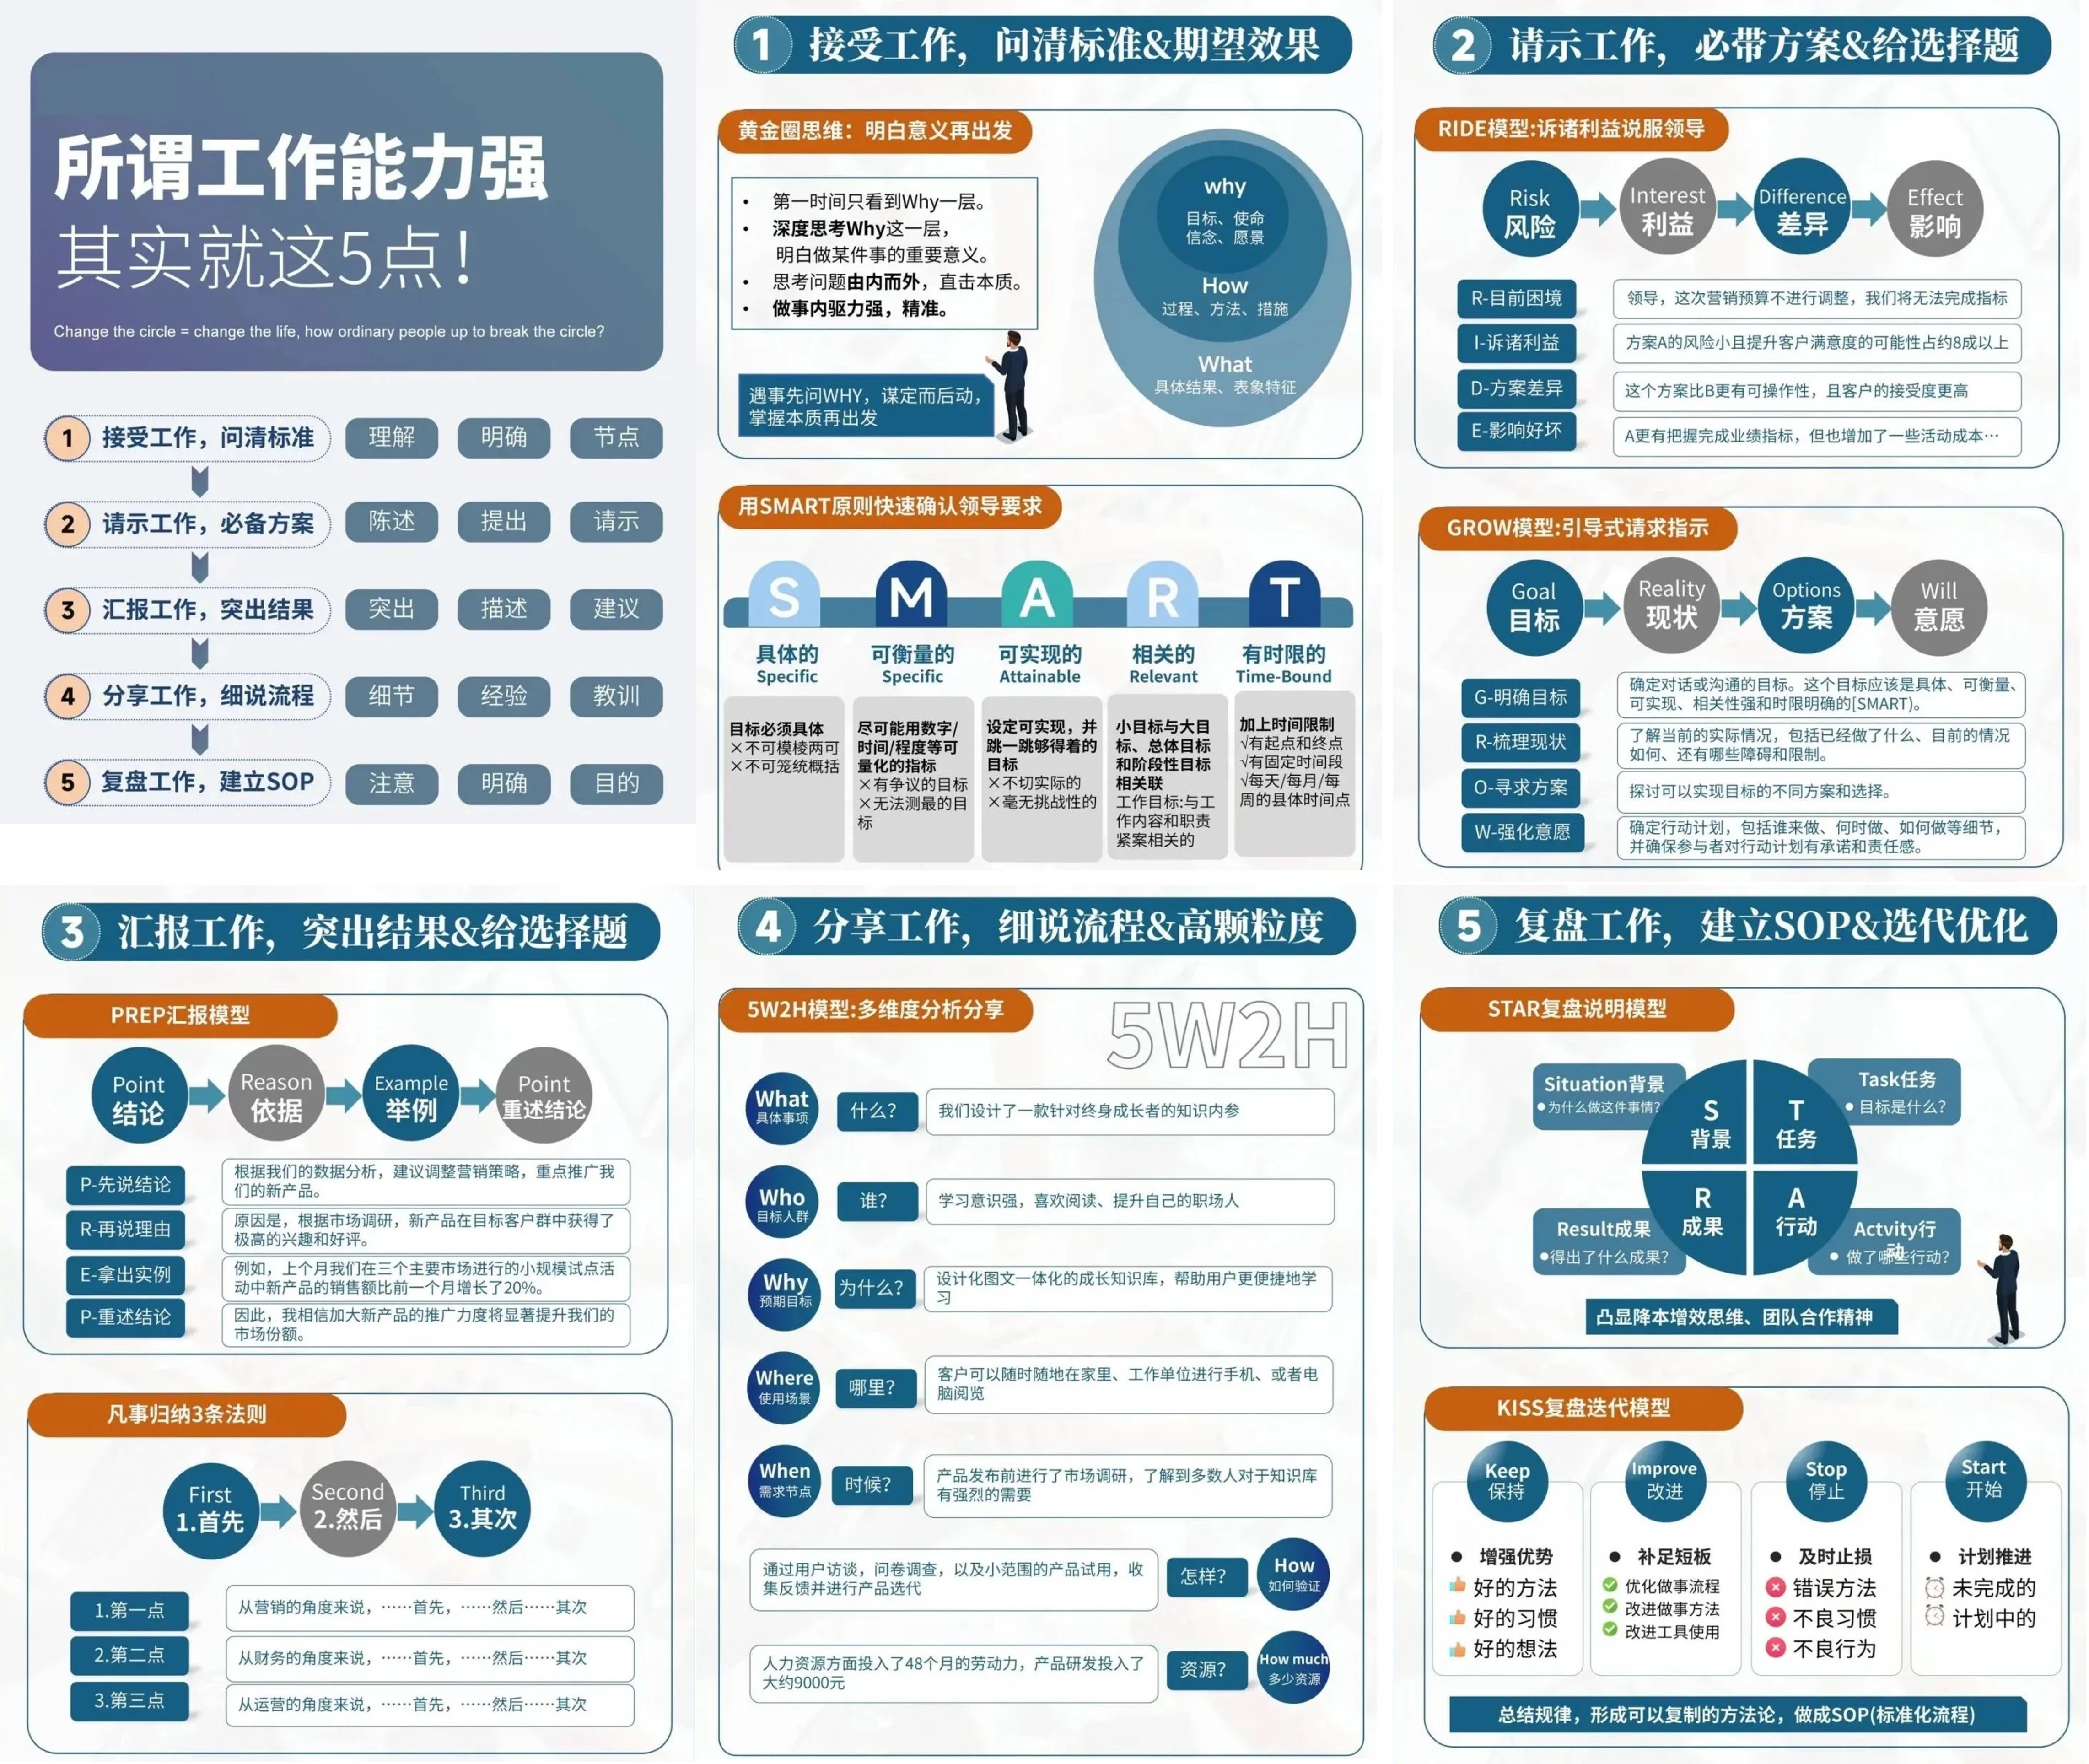 所谓工作能力强
其实就这5点！
Change the circle = change the life, how ordinary people up to break the circle?
1 接受工作，问清标准 理解 明确 节点
2 请示工作，必备方案 陈述 提出 请示
3 汇报工作，突出结果 突出 描述 建议
4 分享工作，细说流程 细节 经验 教训
5 复盘工作，建立SOP 注意 明确 目的
1 接受工作，问清标准&期望效果
黄金圈思维：明白意义再出发
• 第一时间只看到Why一层。
• 深度思考Why这一层，
明白做某件事的重要意义。
• 思考问题由内而外，直击本质。
• 做事内驱力强，精准。
遇事先问WHY，谋定而后动，
掌握本质再出发
why
目标、使命
信念、愿景
How
过程、方法、措施
What
具体结果、表象特征
用SMART原则快速确认领导要求
S M A R T
具体的 可衡量的 可实现的 相关的 有时限的
Specific Specific Attainable Relevant Time-Bound
目标必须具体
×不可模棱两可
×不可笼统概括
尽可能用数字/
时间/程度等可
量化的指标
×有争议的目标
×无法测最的目
标
设定可实现，并
跳一跳够得着的
目标
×不切实际的
×毫无挑战性的
小目标与大目
标、总体目标
和阶段性目标
相关联
工作目标:与工
作内容和职责
紧案相关的
加上时间限制
√有起点和终点
√有固定时间段
√每天/每月/每
周的具体时间点
2 请示工作，必带方案&给选择题
RIDE模型:诉诸利益说服领导
Risk Interest Difference Effect
风险 利益 差异 影响
R-目前困境 领导，这次营销预算不进行调整，我们将无法完成指标
I-诉诸利益 方案A的风险小且提升客户满意度的可能性占约8成以上
D-方案差异 这个方案比B更有可操作性，且客户的接受度更高
E-影响好坏 A更有把握完成业绩指标，但也增加了一些活动成本…
GROW模型:引导式请求指示
Goal Reality Options Will
目标 现状 方案 意愿
G-明确目标
确定对话或沟通的目标。这个目标应该是具体、可衡量、
可实现、相关性强和时限明确的[SMART)。
R-梳理现状
了解当前的实际情况，包括已经做了什么、目前的情况
如何、还有哪些障碍和限制。
O-寻求方案 探讨可以实现目标的不同方案和选择。
W-强化意愿
确定行动计划，包括谁来做、何时做、如何做等细节，
并确保参与者对行动计划有承诺和责任感。
3 汇报工作，突出结果&给选择题
PREP汇报模型
Point Reason Example Point
结论 依据 举例 重述结论
P-先说结论
根据我们的数据分析，建议调整营销策略，重点推广我
们的新产品。
R-再说理由
原因是，根据市场调研，新产品在目标客户群中获得了
极高的兴趣和好评。
E-拿出实例
例如，上个月我们在三个主要市场进行的小规模试点活
动中新产品的销售额比前一个月增长了20%。
P-重述结论
因此，我相信加大新产品的推广力度将显著提升我们的
市场份额。
凡事归纳3条法则
First Second Third
1.首先 2.然后 3.其次
1.第一点 从营销的角度来说，……首先，……然后……其次
2.第二点 从财务的角度来说，……首先，……然后……其次
3.第三点 从运营的角度来说，……首先，……然后……其次
4 分享工作，细说流程&高颗粒度
5W2H模型:多维度分析分享
5W2H
What
具体事项
什么？
我们设计了一款针对终身成长者的知识内参
Who
目标人群
谁？
学习意识强，喜欢阅读、提升自己的职场人
Why
预期目标
为什么？
设计化图文一体化的成长知识库，帮助用户更便捷地学
习
Where
使用场景
哪里？
客户可以随时随地在家里、工作单位进行手机、或者电
脑阅览
When
需求节点
时候？
产品发布前进行了市场调研，了解到多数人对于知识库
有强烈的需要
通过用户访谈，问卷调查，以及小范围的产品试用，收
集反馈并进行产品选代
怎样？
How
如何验证
人力资源方面投入了48个月的劳动力，产品研发投入了
大约9000元
资源？
How much
多少资源
5 复盘工作，建立SOP&选代优化
STAR复盘说明模型
Situation背景
●为什么做这件事情？
Task任务
● 目标是什么？
S T
背景 任务
R A
成果 行动
Result成果
●得出了什么成果？
Actvity行
动
● 做了哪些行动？
凸显降本增效思维、团队合作精神
KISS复盘迭代模型
Keep
保持
● 增强优势
好的方法
好的习惯
好的想法
Improve
改进
● 补足短板
优化做事流程
改进做事方法
改进工具使用
Stop
停止
● 及时止损
错误方法
不良习惯
不良行为
Start
开始
● 计划推进
未完成的
计划中的
总结规律，形成可以复制的方法论，做成SOP(标准化流程)